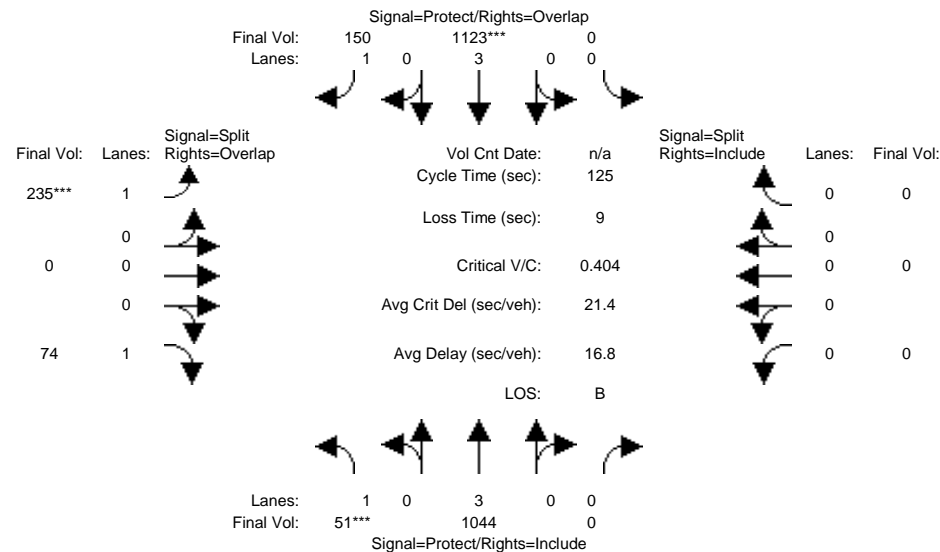 Signal=Protect/Rights=Overlap
Final Vol: 150 1123*** 0
Lanes: 1 0 3 0 0
Signal=Split Signal=Split
Final Vol: Lanes: Rights=Overlap Vol Cnt Date: n/a Rights=Include Lanes: Final Vol:
Cycle Time (sec): 125
235*** 1 0 0
Loss Time (sec): 9
0 0
0 0 Critical V/C: 0.404 0 0
0 Avg Crit Del (sec/veh): 21.4 0
74 1 Avg Delay (sec/veh): 16.8 0 0
LOS: B
Lanes: 1 0 3 0 0
Final Vol: 51*** 1044 0
Signal=Protect/Rights=Include